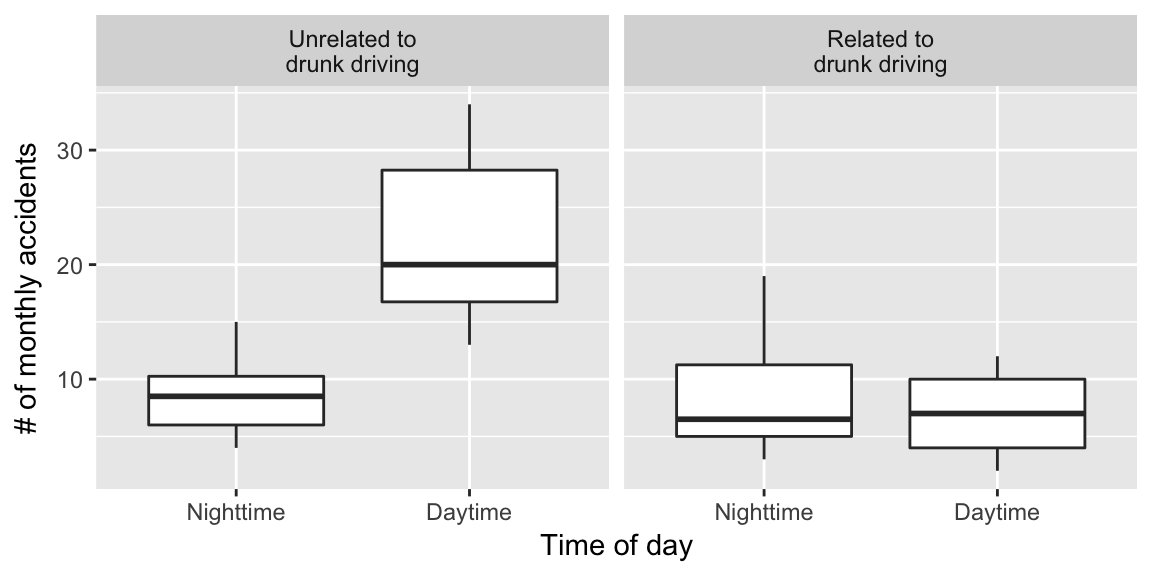 Unrelated to
drunk driving
Related to
drunk driving
# of monthly accidents
30
20
10
Nighttime
Daytime
Nighttime
Daytime
Time of day